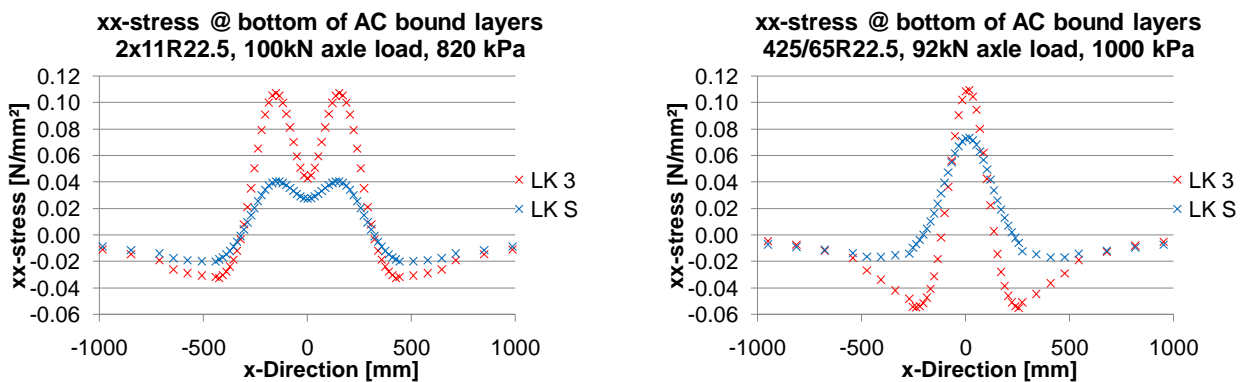 xx-stress @ bottom of AC bound layers
2x11R22.5, 100kN axle load, 820 kPa
xx-stress [N/mm²]
0.12
0.10
0.08
0.06
0.04
0.02
0.00
-0.02
-0.04
-0.06
-1000 -500 0 500 1000
x-Direction [mm]
LK 3
LK S
xx-stress @ bottom of AC bound layers
425/65R22.5, 92kN axle load, 1000 kPa
xx-stress [N/mm²]
0.12
0.10
0.08
0.06
0.04
0.02
0.00
-0.02
-0.04
-0.06
-1000 -500 0 500 1000
x-Direction [mm]
LK 3
LK S